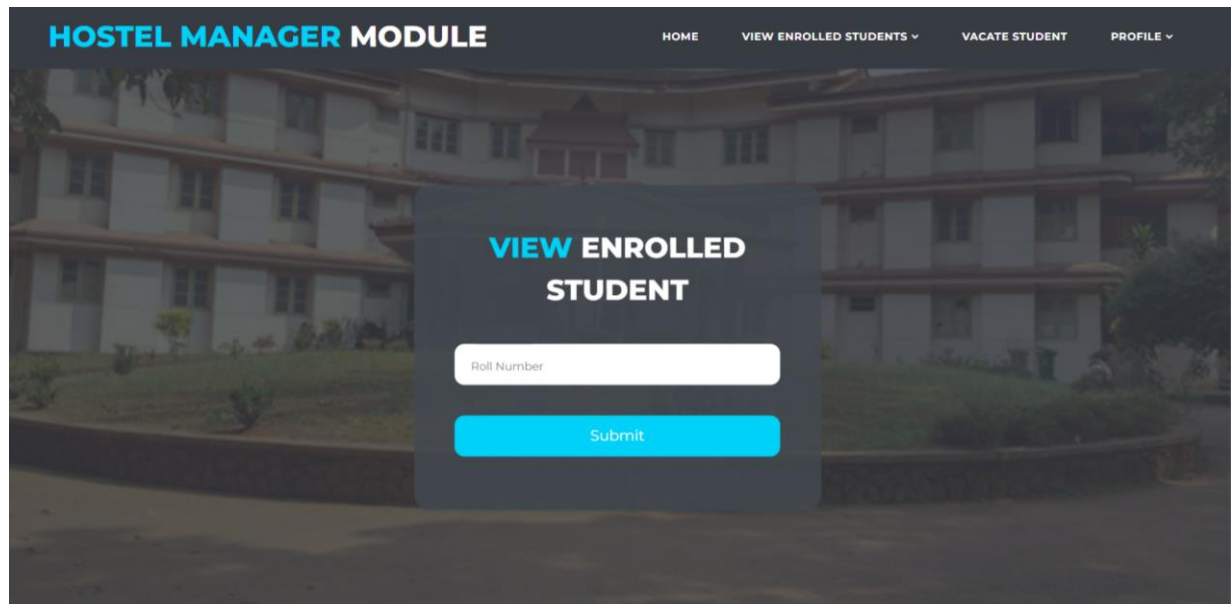 HOSTEL MANAGER MODULE
HOME VIEW ENROLLED STUDENTS VACATE STUDENT PROFILE
VIEW ENROLLED
STUDENT
Roll Number
Submit